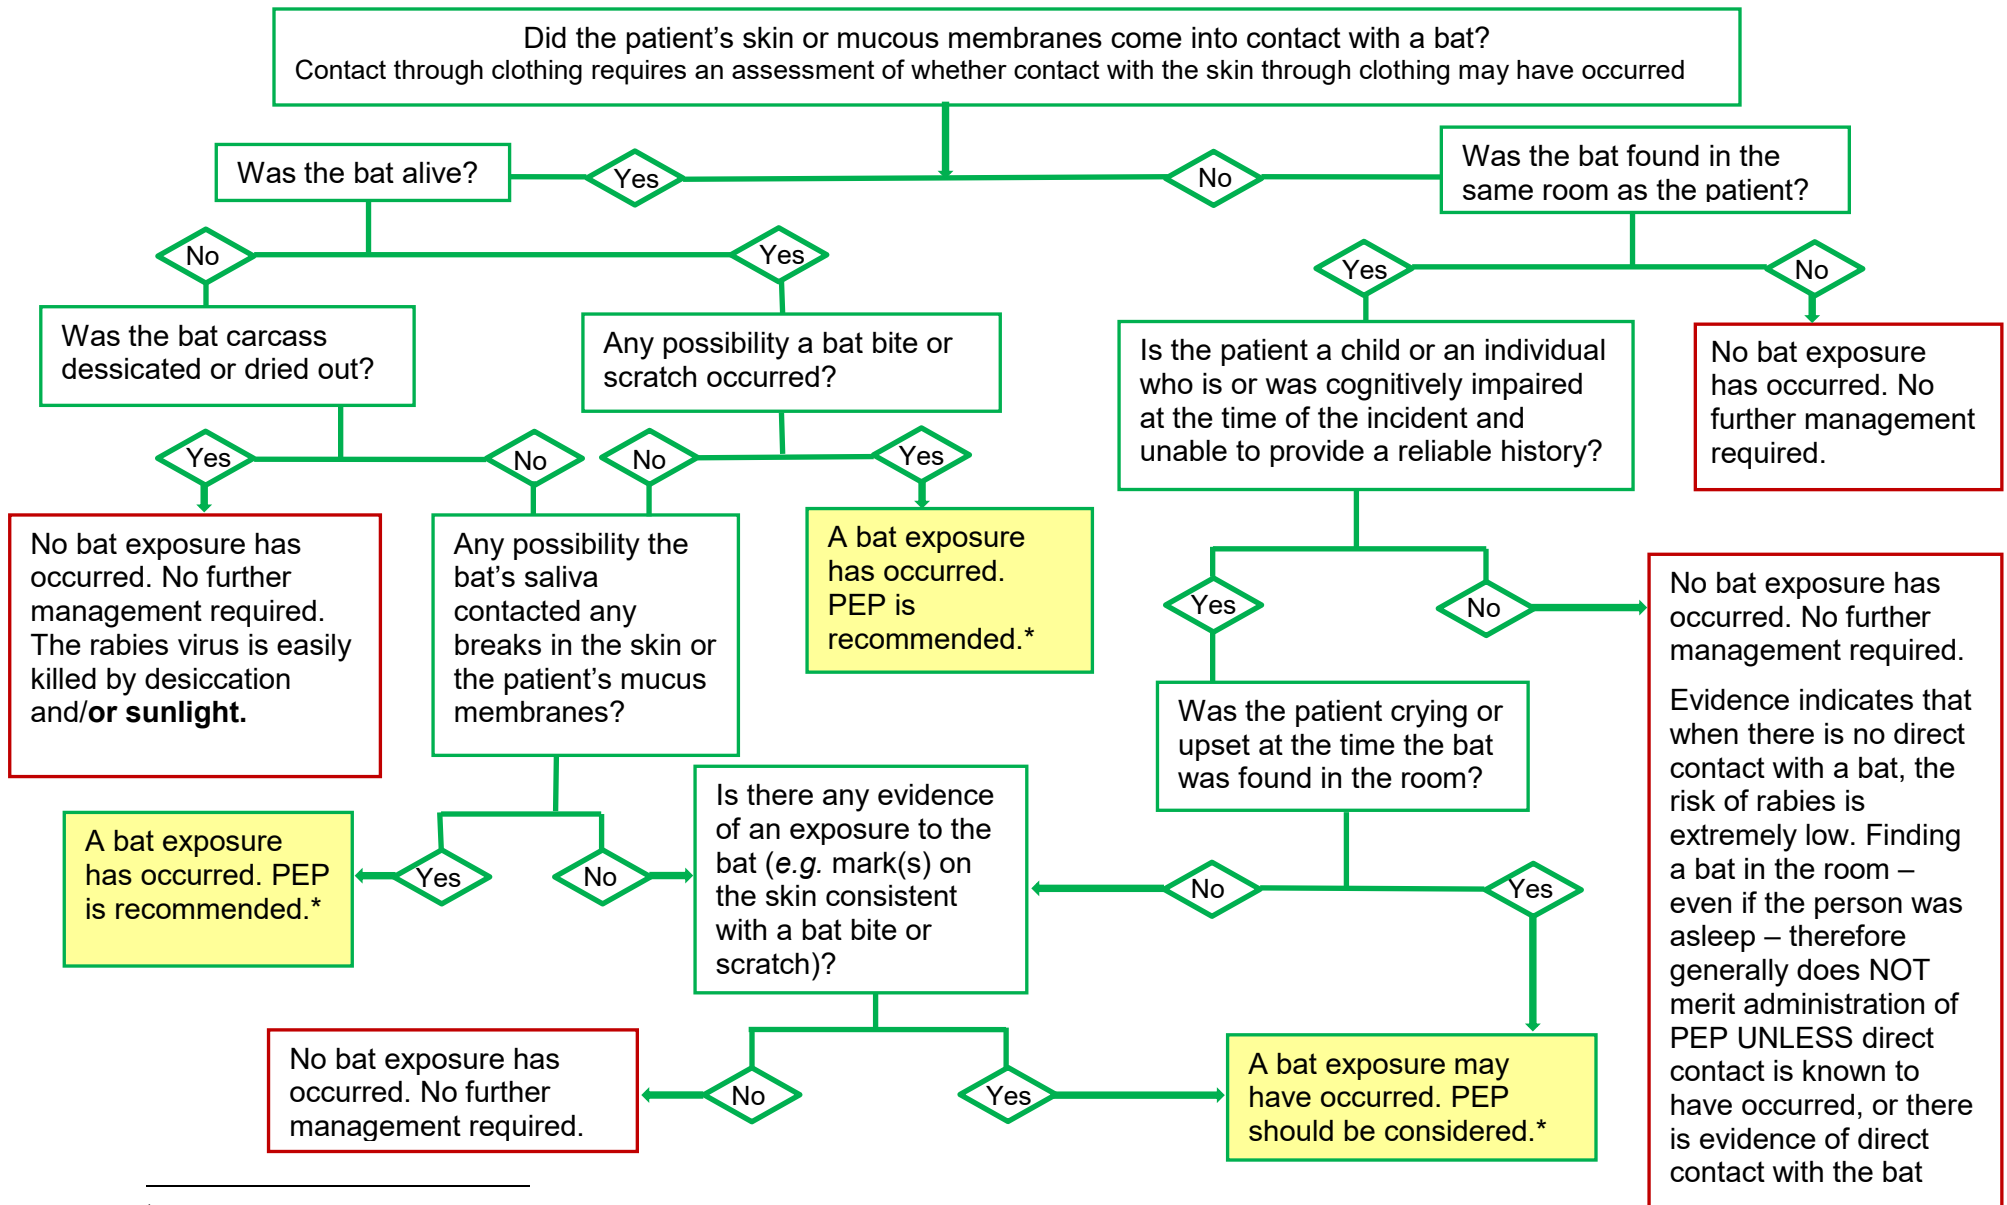 Did the patient’s skin or mucous membranes come into contact with a bat?
Contact through clothing requires an assessment of whether contact with the skin through clothing may have occurred
Was the bat alive?
Yes
No
Was the bat found in the
same room as the patient?
No
Yes
Yes
No
Was the bat carcass
dessicated or dried out?
Any possibility a bat bite or
scratch occurred?
Is the patient a child or an individual
who is or was cognitively impaired
at the time of the incident and
unable to provide a reliable history?
No bat exposure
has occurred. No
further management
required.
Yes
No
No
Yes
No bat exposure has
occurred. No further
management required.
The rabies virus is easily
killed by desiccation
and/or sunlight.
Any possibility the
bat’s saliva
contacted any
breaks in the skin or
the patient’s mucus
membranes?
A bat exposure
has occurred.
PEP is
recommended.*
Yes
No
No bat exposure has
occurred. No further
management required.
Evidence indicates that
when there is no direct
contact with a bat, the
risk of rabies is
extremely low. Finding
a bat in the room –
even if the person was
asleep – therefore
generally does NOT
merit administration of
PEP UNLESS direct
contact is known to
have occurred, or there
is evidence of direct
contact with the bat
Was the patient crying or
upset at the time the bat
was found in the room?
A bat exposure
has occurred. PEP
is recommended.*
Yes
No
Is there any evidence
of an exposure to the
bat (e.g. mark(s) on
the skin consistent
with a bat bite or
scratch)?
No
Yes
No bat exposure has
occurred. No further
management required.
No
Yes
A bat exposure may
have occurred. PEP
should be considered.*